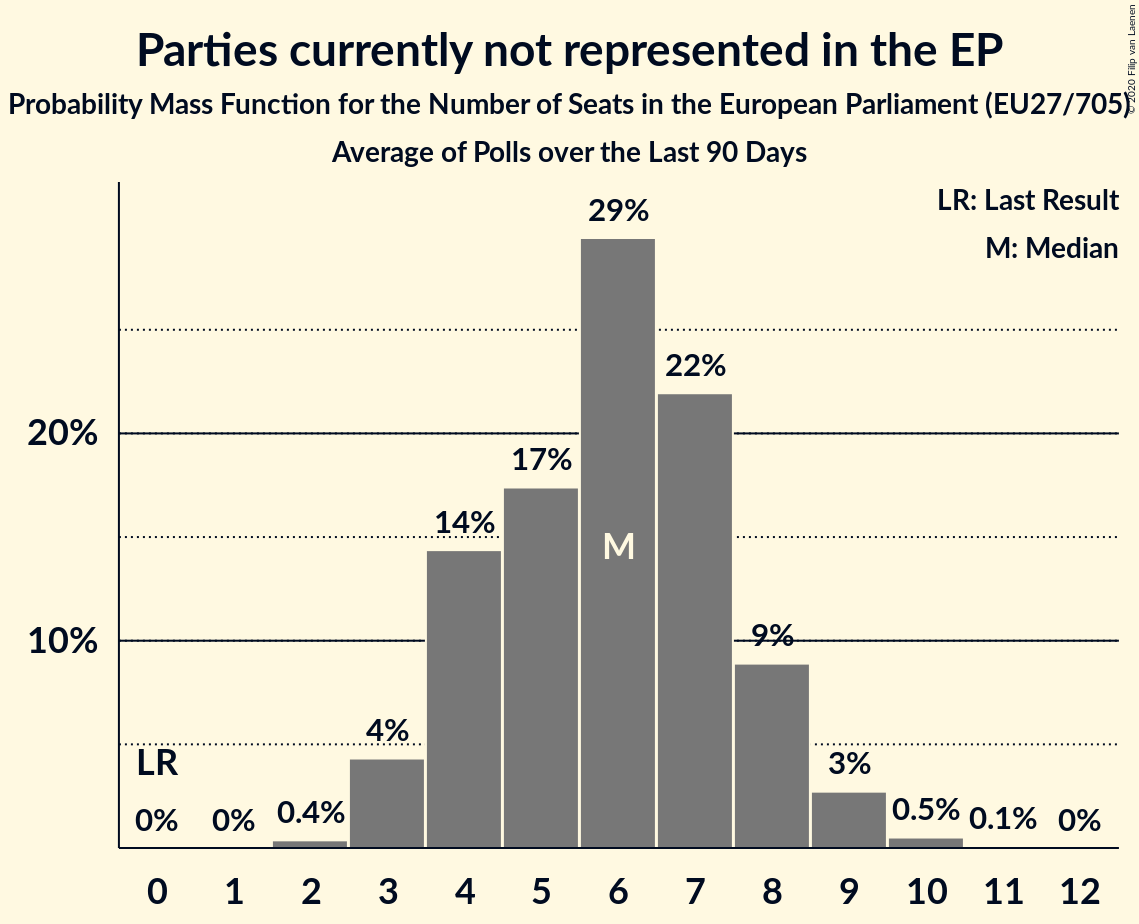 Parties currently not represented in the EP
Probability Mass Function for the Number of Seats in the European Parliament (EU27/705)
Average of Polls over the Last 90 Days
© 2020 Filip van Laenen
LR: Last Result
M: Median
29%
22%
20%
17%
14%
M
10%
9%
4%
LR
3%
0%
0%
0.4%
0.5%
0.1%
0%
0 1 2 3 4 5 6 7 8 9 10 11 12